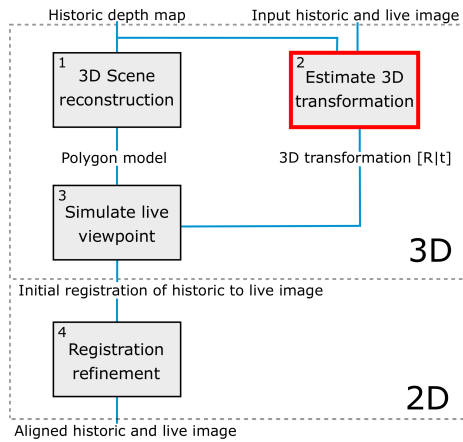 Historic depth map
Input historic and live image
1
3D Scene
reconstruction
2
Estimate 3D
transformation
Polygon model
3D transformation [R|t]
3
Simulate live
viewpoint
3D
Initial registration of historic to live image
4
Registration
refinement
2D
Aligned historic and live image